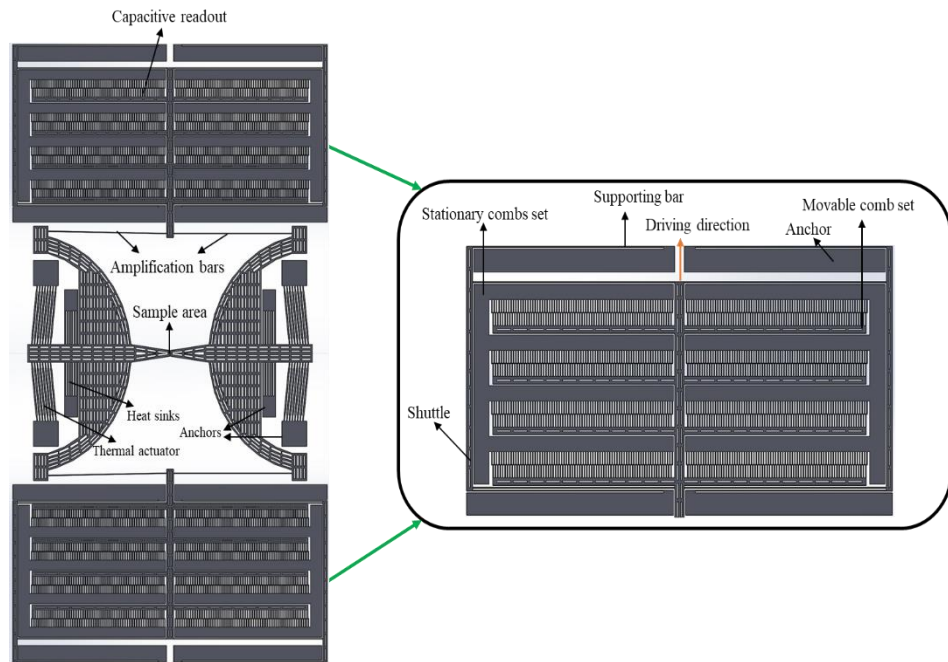 Capacitive readout
Amplification bars
Sample area
Heat sinks
Anchors
Thermal actuator
Supporting bar
Stationary combs set
Movable comb set
Driving direction
Anchor
Shuttle